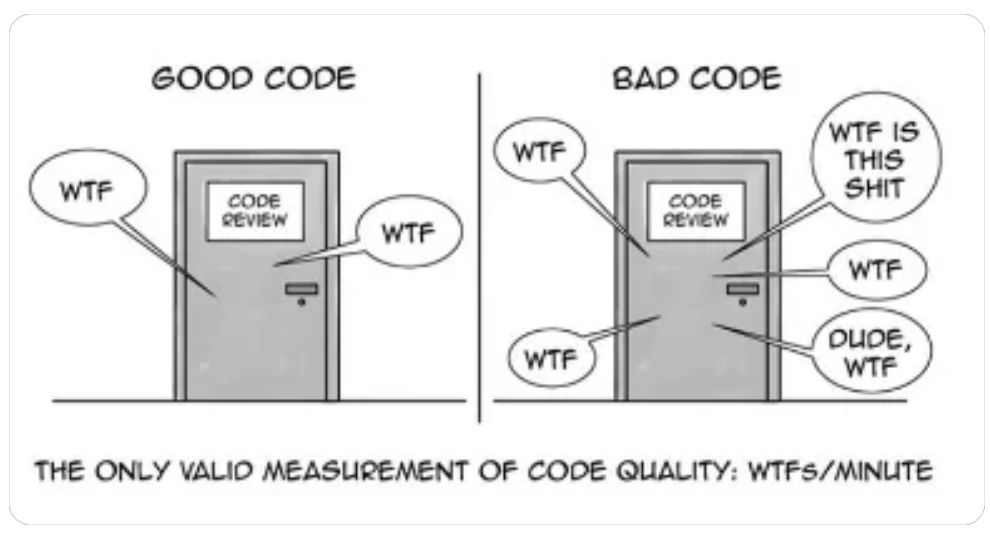 GOOD CODE
WTF
CODE
REVIEW
WTF
BAD CODE
WTF
WTF IS
THIS
SHIT
CODE
REVIEW
WTF
WTF
DUDE,
WTF
THE ONLY VALID MEASUREMENT OF CODE QUALITY: WTFs/MINUTE